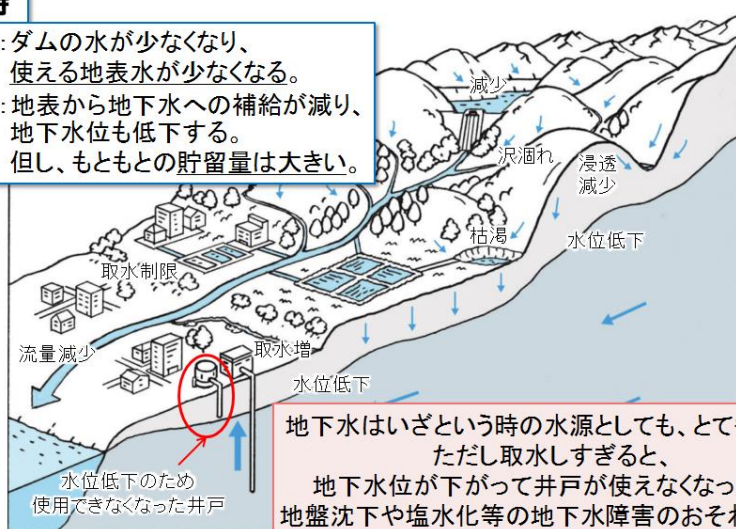 ：ダムの水が少なくなり、
使える地表水が少なくなる。
：地表から地下水への補給が減り、
地下水位も低下する。
但し、もともとの貯留量は大きい。
減少
沢涸れ
浸透
減少
枯渇
水位低下
取水制限
流量減少
取水増
水位低下
水位低下のため
使用できなくなった井戸
地下水はいざという時の水源としても、とて
ただし取水しすぎると、
地下水位が下がって井戸が使えなくなっ
地盤沈下や塩水化等の地下水障害のおそれ